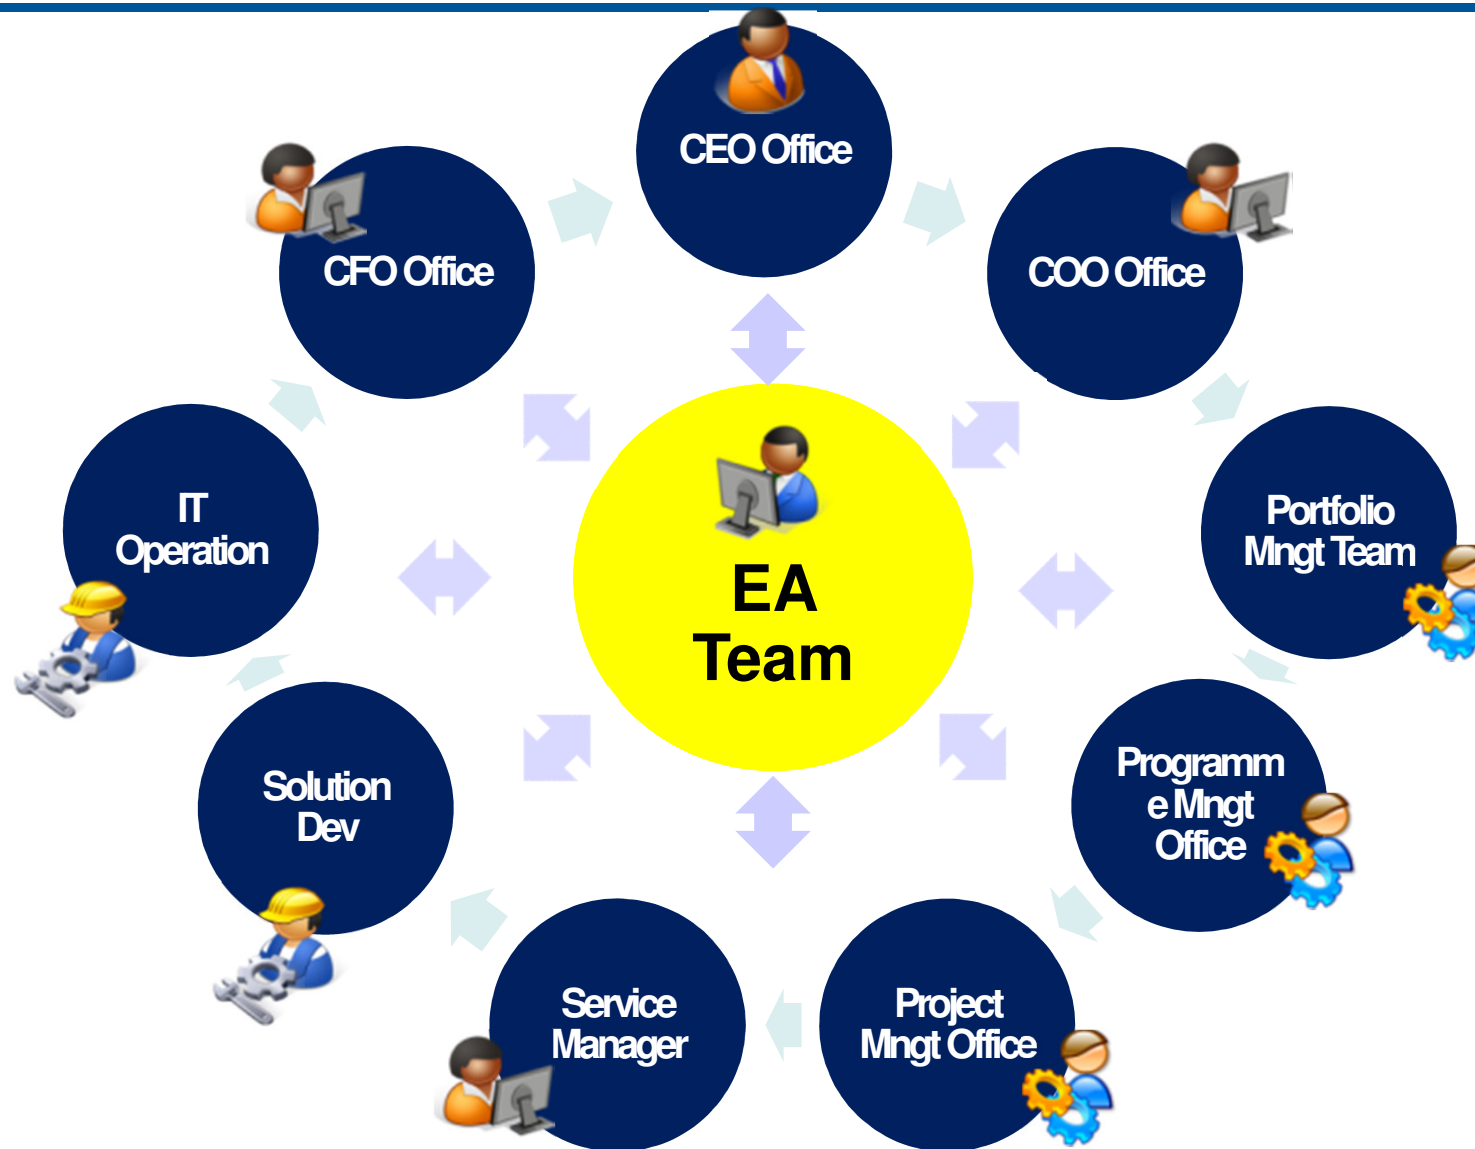 CEO Office
CFO Office
COO Office
IT
Operation
Portfolio
Mngt Team
EA
Team
Solution
Dev
Programm
e Mngt
Office
Service
Manager
Project
Mngt Office